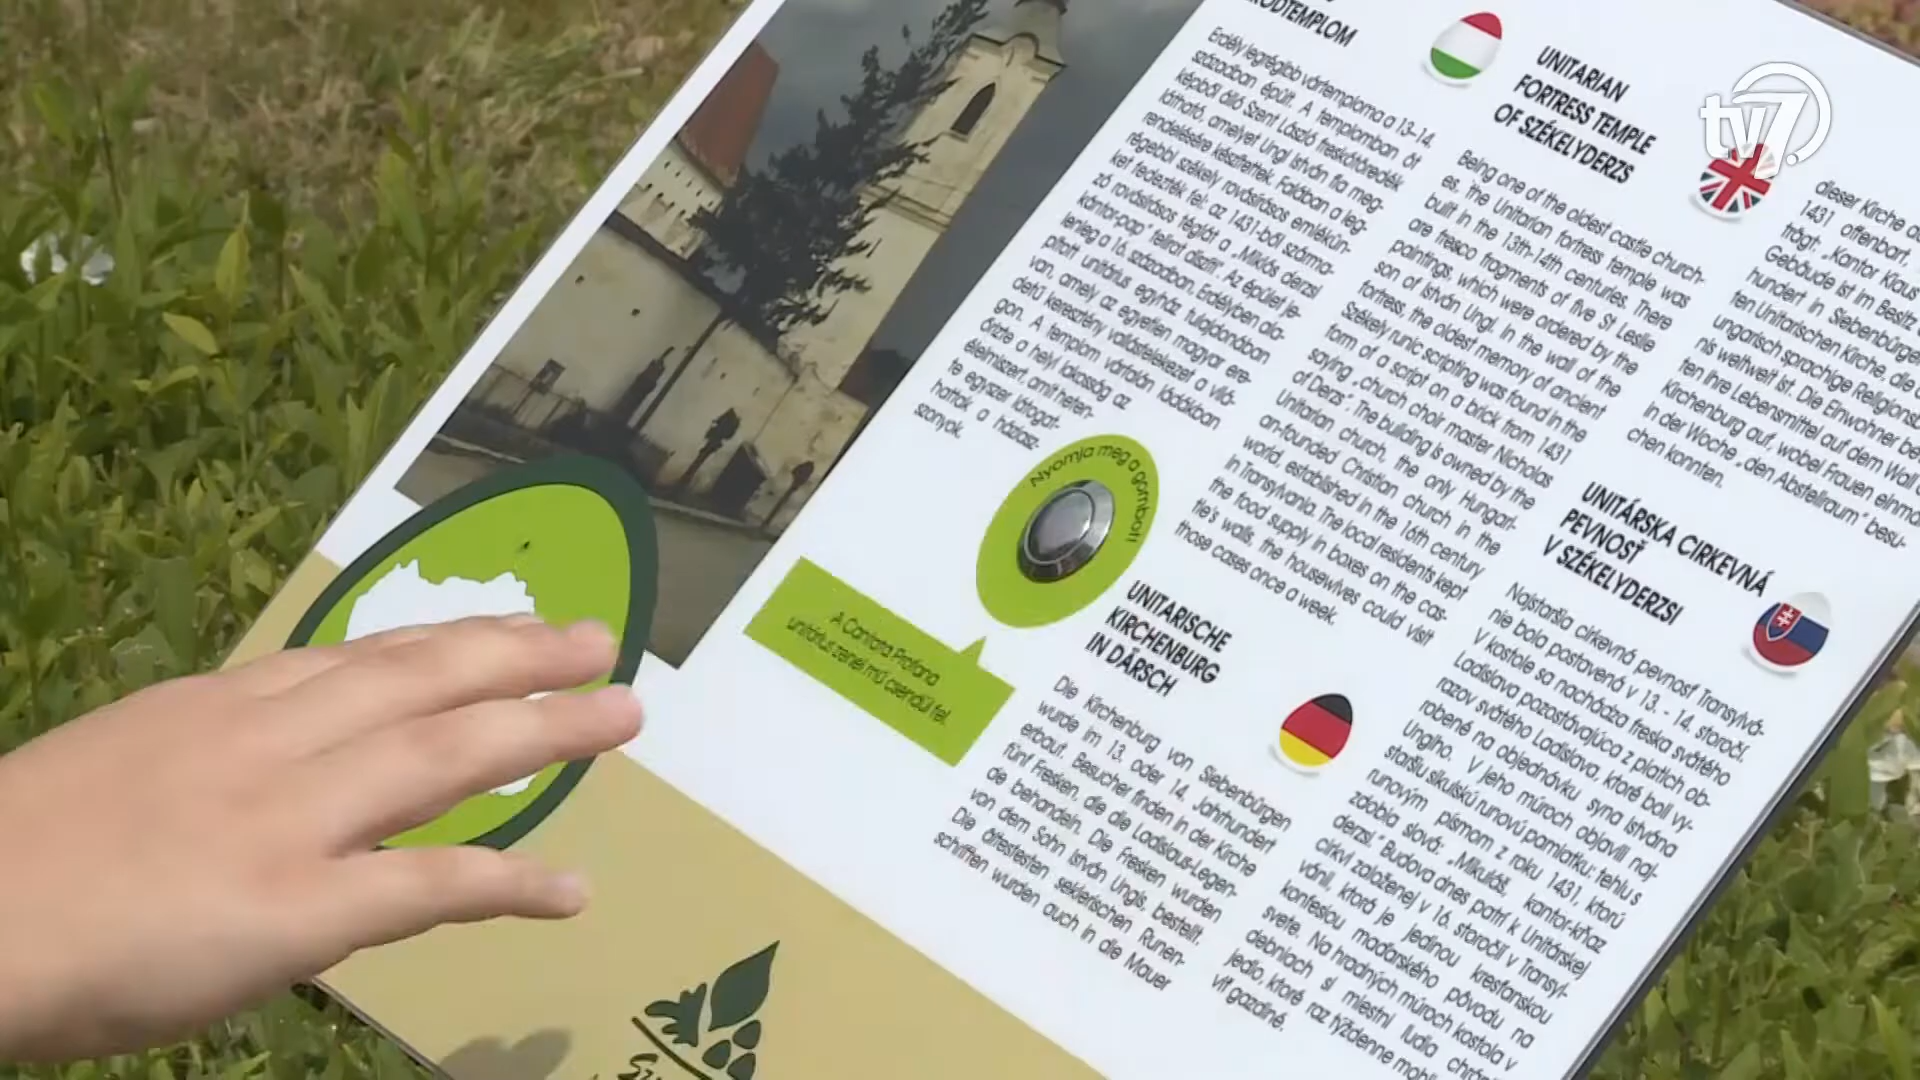 ERŐDTEMPLOM
Erdély legrégibb vártemploma a 13-14.
században épült. A templomban öt
képből álló Szent László freskótöredék
látható, amelyet Ungi István fia meg-
rendelésére készítettek. Falában a leg-
régebbi székely rovásírásos emlékün-
ket fedezték fel: az 1431-ből szárma-
zó rovásírásos téglát a „Miklós derzsi
kántor-pap" felirat díszíti. Az épület je-
lenleg a 16. században, Erdélyben ala-
pított unitárius egyház tulajdonában
van, amely az egyetlen magyar ere-
detű keresztény vallásfelekezet a vilá-
gon. A templom várfalán ládákban
őrizte a helyi lakosság az
élelmiszert, amit heten-
te egyszer látogat-
hattak a házias-
szonyok.
Nyomja meg a gombot!
A Cantata Profana
unitárius zenei mű csendül fel.
UNITARIAN
FORTRESS TEMPLE
OF SZÉKELYDERZS
Being one of the oldest castle church-
es, the Unitarian fortress temple was
built in the 13th-14th centuries. There
are fresco fragments of five St Leslie
paintings, which were ordered by the
son of István Ungi. In the wall of the
fortress, the oldest memory of ancient
Székely runic scripting was found in the
form of a script on a brick from 1431
saying „church choir master Nicholas
of Derzs". The building is owned by the
Unitarian church, the only Hungari-
an-founded Christian church in the
world, established in the 16th century
in Transylvania. The local residents kept
the food supply in boxes on the cas-
tle's walls, the housewives could visit
those cases once a week.
UNITARISCHE
KIRCHENBURG
IN DÄRSCH
Die Kirchenburg von Siebenbürgen
wurde im 13. oder 14. Jahrhundert
erbaut. Besucher finden in der Kirche
fünf Fresken, die die Ladislaus-Legen-
de behandeln. Die Fresken wurden
von dem Sohn István Ungis, bestellt.
Die ältestesten seklerischen Runen-
schriften wurden auch in die Mauer
dieser Kirche
1431 offenbart,
trägt: „Kantor Klaus
Gebäude ist im Besitz
hundert in Siebenbürgen
ten Unitarischen Kirche, die
ungarisch sprachige
nis weltweit ist. Die Einwohner
ten ihre Lebensmittel auf dem Wall
Kirchenburg auf, wobei Frauen einma
in der Woche „den Abstellraum" besu-
chen konnten.
UNITÁRSKA CIRKEVNÁ
PEVNOSŤ
V SZÉKELYDERZSI
Najstaršia cirkevná pevnosť Transylvá-
nie bola postavená v 13. - 14. storočí.
V kostole sa nachádza freska svätého
Ladislava pozostávajúca z piatich ob-
razov svätého Ladislava, ktoré boli vy-
robené na objednávku syna Istvána
Ungiho. V jeho múroch objavili naj-
staršiu sikulskú runovú pamiatku: tehlu s
runovým písmom z roku 1431, ktorú
zdobia slová: „Mikuláš, kantor-kňaz
derzsi." Budova dnes patrí k Unitárskej
cirkvi založenej v 16. storočí v Transyl-
vánii, ktorá je jedinou kresťanskou
konfesiou maďarského pôvodu na
svete. Na hradných múroch kostola v
debniach si miestni ľudia chránili
jedlo, ktoré raz týždenne mohli
viť gazdiné.
tv7